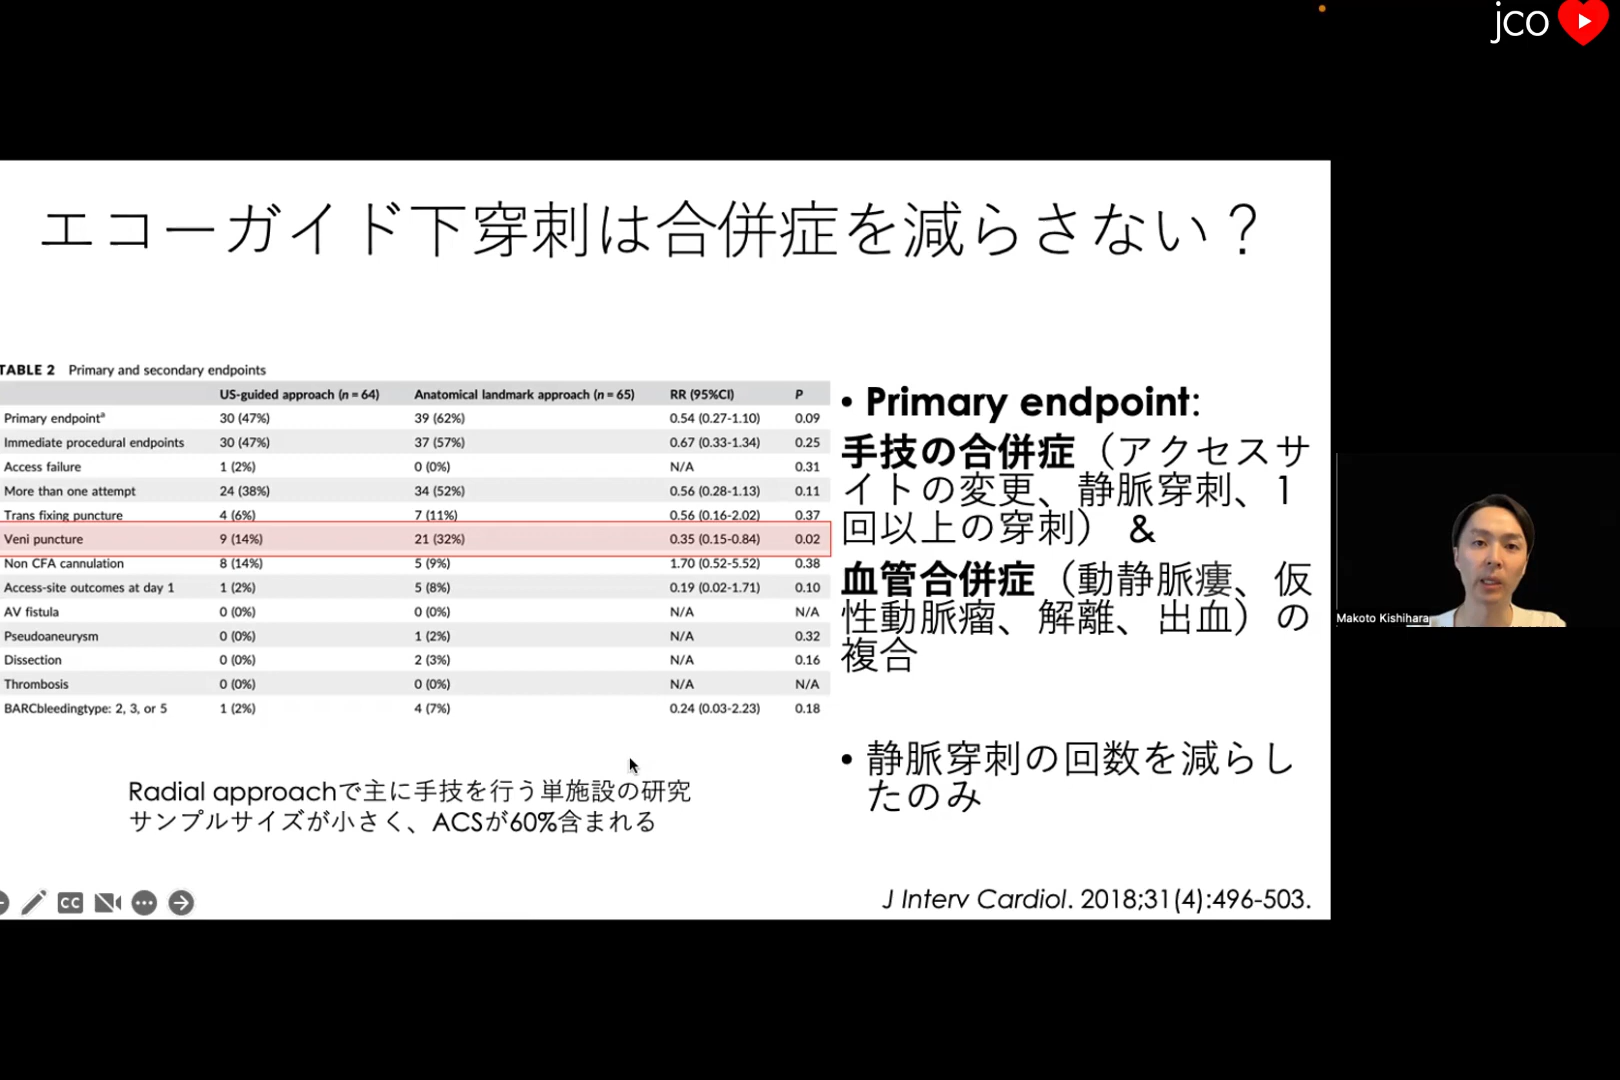 jco
エコーガイド下穿刺は合併症を減らさない？
TABLE 2 Primary and secondary endpoints
US-guided approach (n = 64) Anatomical landmark approach (n = 65) RR (95%CI) P
Primary endpointᵃ 30 (47%) 39 (62%) 0.54 (0.27-1.10) 0.09
Immediate procedural endpoints 30 (47%) 37 (57%) 0.67 (0.33-1.34) 0.25
Access failure 1 (2%) 0 (0%) N/A 0.31
More than one attempt 24 (38%) 34 (52%) 0.56 (0.28-1.13) 0.11
Trans fixing puncture 4 (6%) 7 (11%) 0.56 (0.16-2.02) 0.37
Veni puncture 9 (14%) 21 (32%) 0.35 (0.15-0.84) 0.02
Non CFA cannulation 8 (14%) 5 (9%) 1.70 (0.52-5.52) 0.38
Access-site outcomes at day 1 1 (2%) 5 (8%) 0.19 (0.02-1.71) 0.10
AV fistula 0 (0%) 0 (0%) N/A N/A
Pseudoaneurysm 0 (0%) 1 (2%) N/A 0.32
Dissection 0 (0%) 2 (3%) N/A 0.16
Thrombosis 0 (0%) 0 (0%) N/A N/A
BARCbleedingtype: 2, 3, or 5 1 (2%) 4 (7%) 0.24 (0.03-2.23) 0.18
Radial approachで主に手技を行う単施設の研究
サンプルサイズが小さく、ACSが60%含まれる
• Primary endpoint:
手技の合併症（アクセスサ
イトの変更、静脈穿刺、1
回以上の穿刺） &
血管合併症（動静脈瘻、仮
性動脈瘤、解離、出血）の
複合
• 静脈穿刺の回数を減らし
たのみ
J Interv Cardiol. 2018;31(4):496-503.
CC
Makoto Kishihara